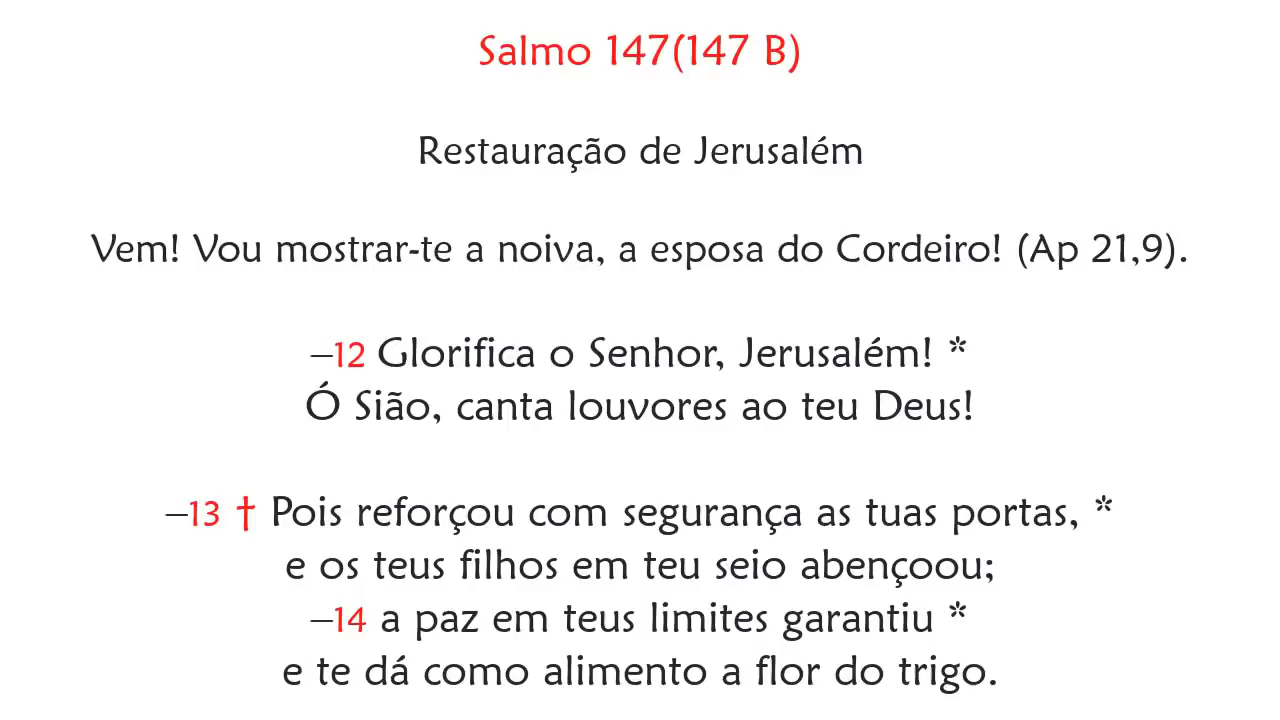 Salmo 147(147 B)
Restauração de Jerusalém
Vem! Vou mostrar-te a noiva, a esposa do Cordeiro! (Ap 21,9).
–12 Glorifica o Senhor, Jerusalém! *
Ó Sião, canta louvores ao teu Deus!
–13 † Pois reforçou com segurança as tuas portas, *
e os teus filhos em teu seio abençoou;
–14 a paz em teus limites garantiu *
e te dá como alimento a flor do trigo.